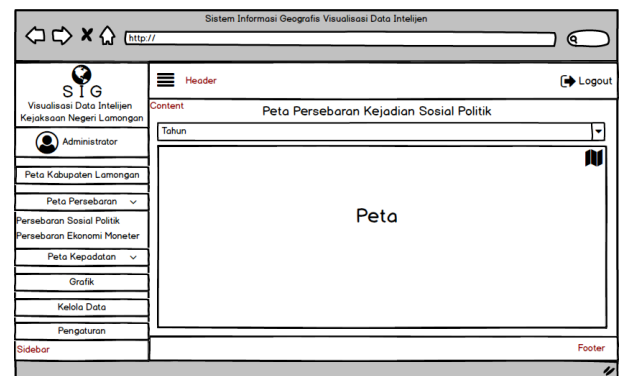 Sistem Informasi Geografis Visualisasi Data Intelijen
http://
SIG
Visualisasi Data Intelijen
Kejaksaan Negeri Lamongan
Administrator
Peta Kabupaten Lamongan
Peta Persebaran
Persebaran Sosial Politik
Persebaran Ekonomi Moneter
Peta Kepadatan
Grafik
Kelola Data
Pengaturan
Sidebar
Header
Logout
Content
Peta Persebaran Kejadian Sosial Politik
Tahun
Peta
Footer